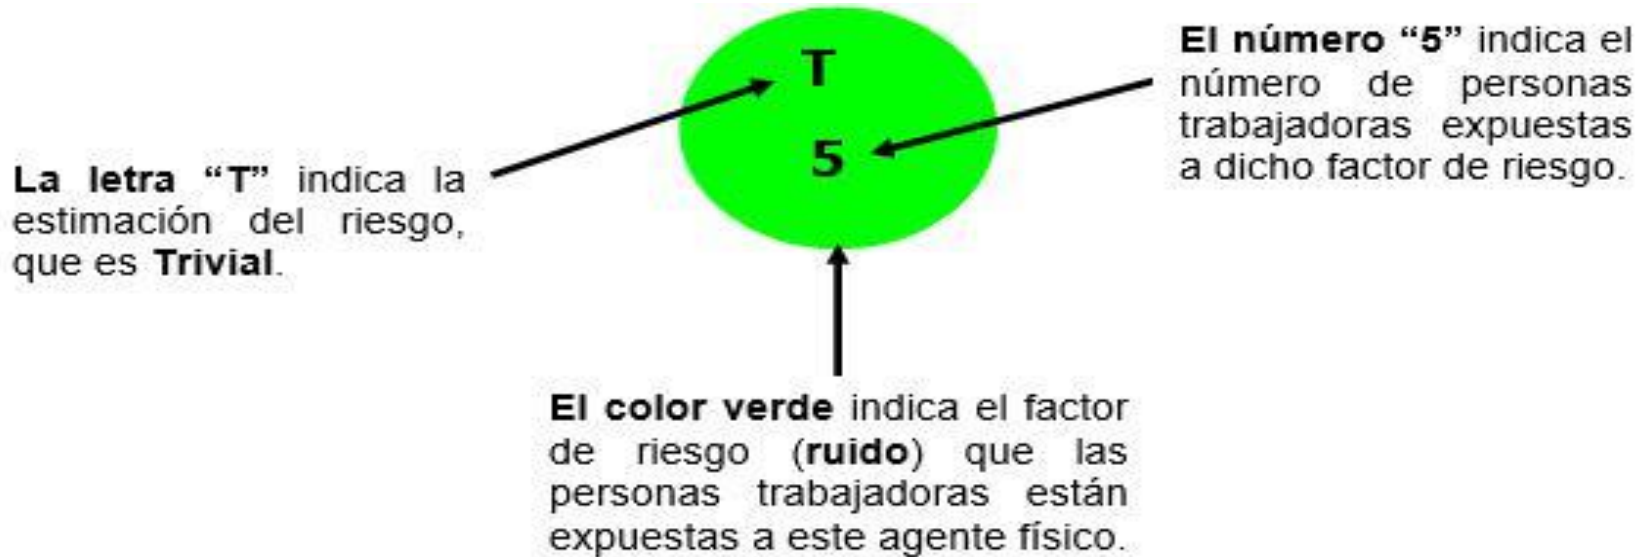 T
5
El número “5” indica el
número de personas
trabajadoras expuestas
a dicho factor de riesgo.
La letra “T” indica la
estimación del riesgo,
que es Trivial.
El color verde indica el factor
de riesgo (ruido) que las
personas trabajadoras están
expuestas a este agente físico.